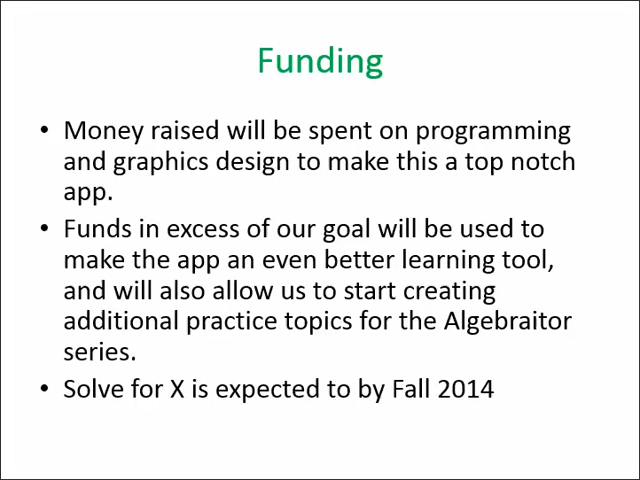 Funding
• Money raised will be spent on programming
and graphics design to make this a top notch
app.
• Funds in excess of our goal will be used to
make the app an even better learning tool,
and will also allow us to start creating
additional practice topics for the Algebraitor
series.
• Solve for X is expected to by Fall 2014